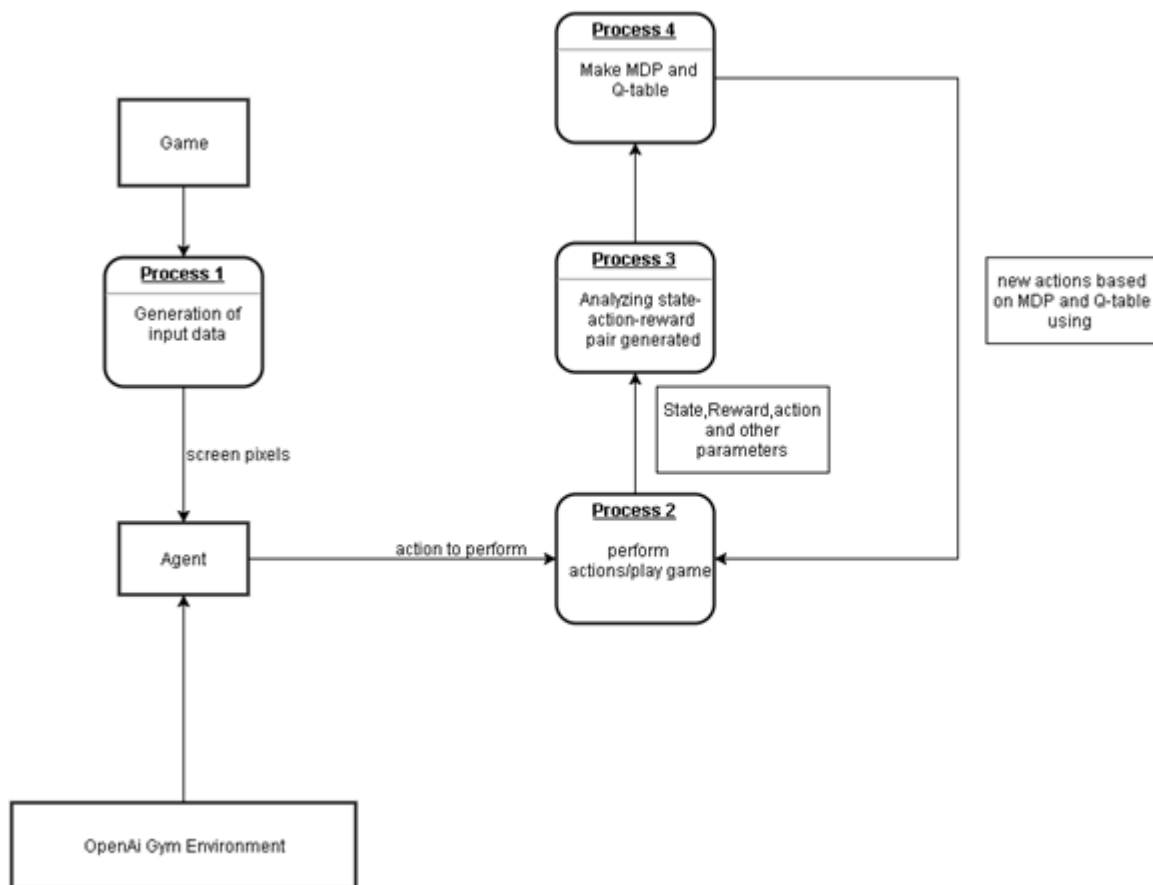 Process 4
Make MDP and
Q-table
Game
Process 1
Generation of
input data
Process 3
Analyzing state-
action-reward
pair generated
new actions based
on MDP and Q-table
using
State,Reward,action
and other
parameters
screen pixels
Process 2
perform
actions/play game
Agent
action to perform
OpenAi Gym Environment